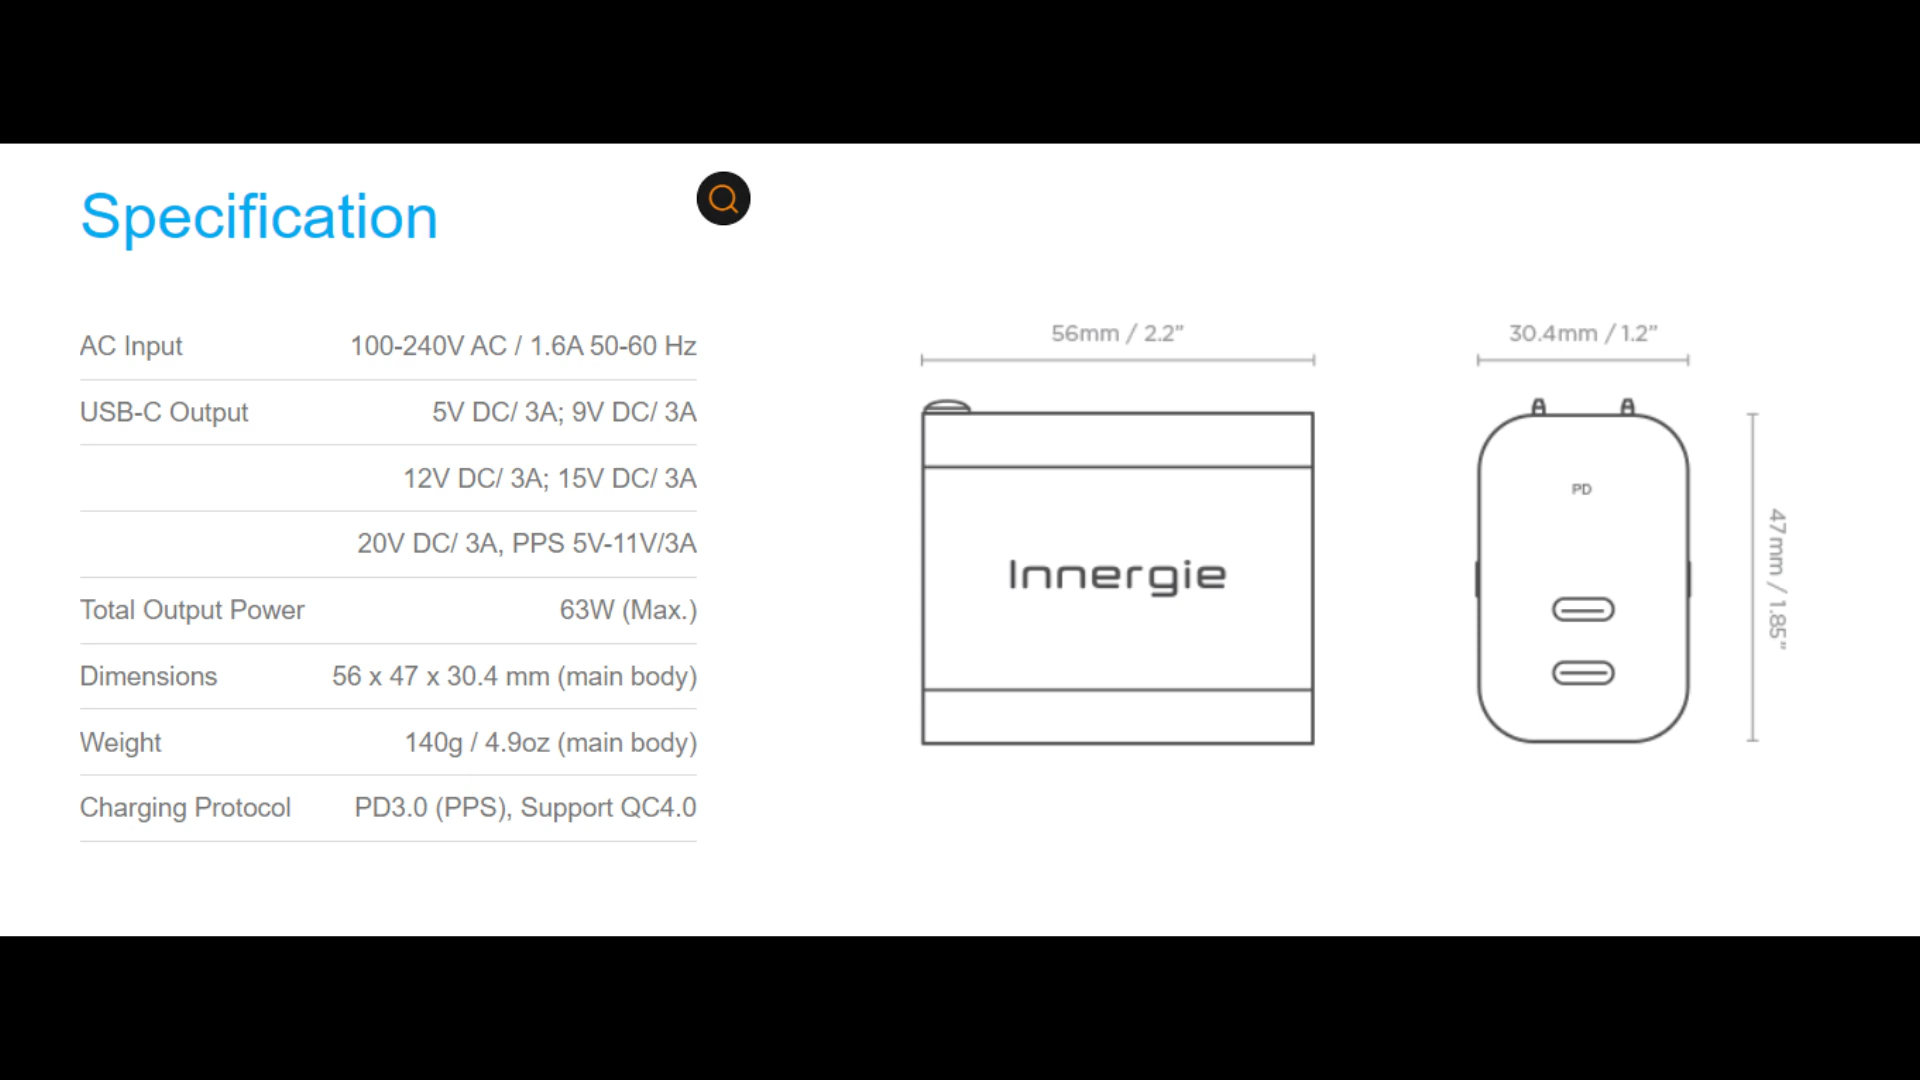 Specification
AC Input 100-240V AC / 1.6A 50-60 Hz
USB-C Output 5V DC/ 3A; 9V DC/ 3A
12V DC/ 3A; 15V DC/ 3A
20V DC/ 3A, PPS 5V-11V/3A
Total Output Power 63W (Max.)
Dimensions 56 x 47 x 30.4 mm (main body)
Weight 140g / 4.9oz (main body)
Charging Protocol PD3.0 (PPS), Support QC4.0
56mm / 2.2”
Innergie
30.4mm / 1.2”
PD
47mm / 1.85”